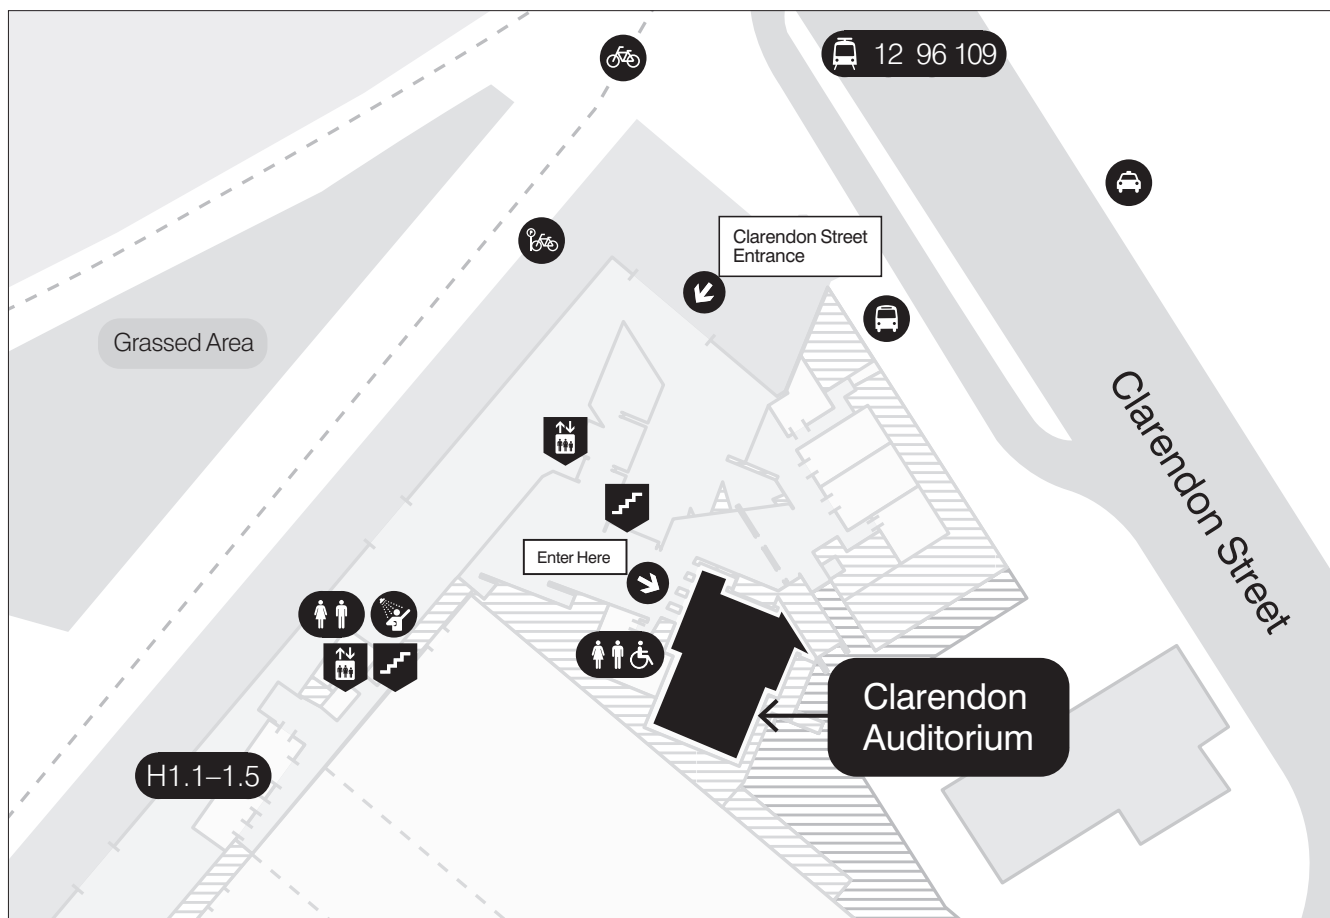 12 96 109
Clarendon Street
Entrance
Grassed Area
Clarendon Street
Enter Here
Clarendon
Auditorium
H1.1–1.5